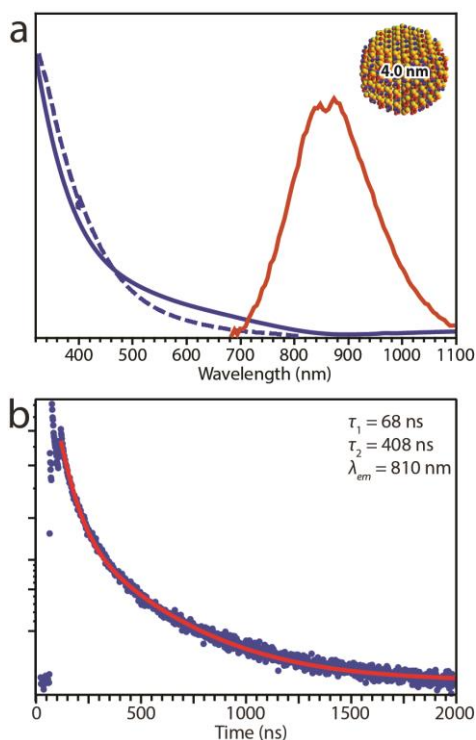 a
4.0 nm
400 500 600 700 800 900 1000 1100
Wavelength (nm)
b
τ₁ = 68 ns
τ₂ = 408 ns
λₑₘ = 810 nm
0 500 1000 1500 2000
Time (ns)